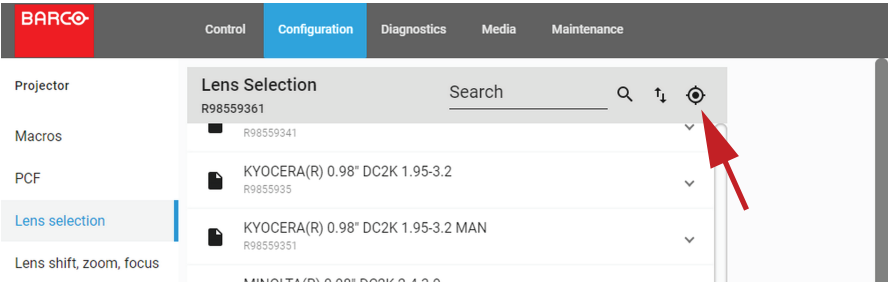 BARCO
Control Configuration Diagnostics Media Maintenance
Projector
Macros
PCF
Lens selection
Lens shift, zoom, focus
Lens Selection
R98559361
Search
R98559341
KYOCERA(R) 0.98" DC2K 1.95-3.2
R9855935
KYOCERA(R) 0.98" DC2K 1.95-3.2 MAN
R98559351